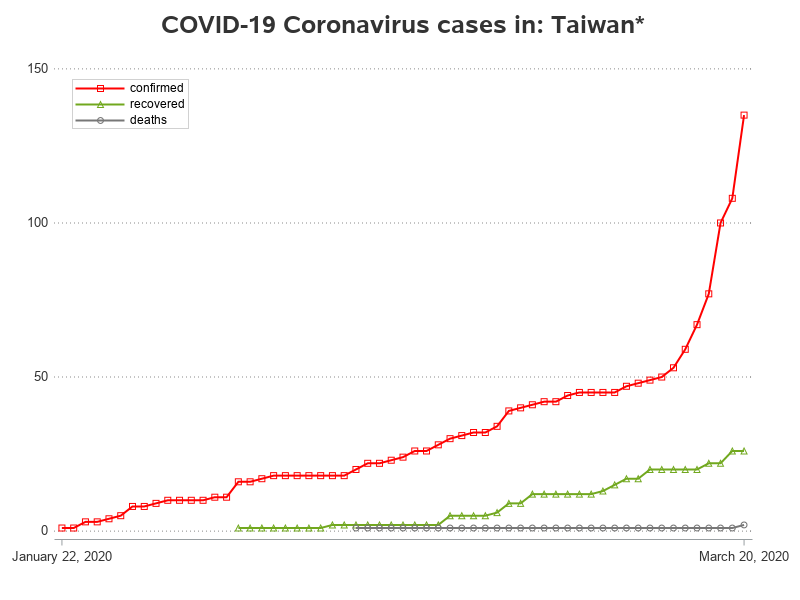 COVID-19 Coronavirus cases in: Taiwan*
150
confirmed
recovered
deaths
100
50
0
January 22, 2020
March 20, 2020